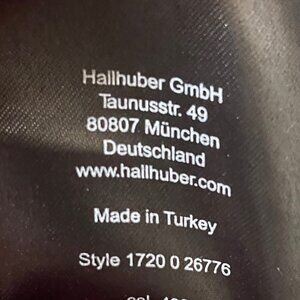 Hallhuber GmbH
Taunusstr. 49
80807 München
Deutschland
www.hallhuber.com
Made in Turkey
Style 1720 0 26776